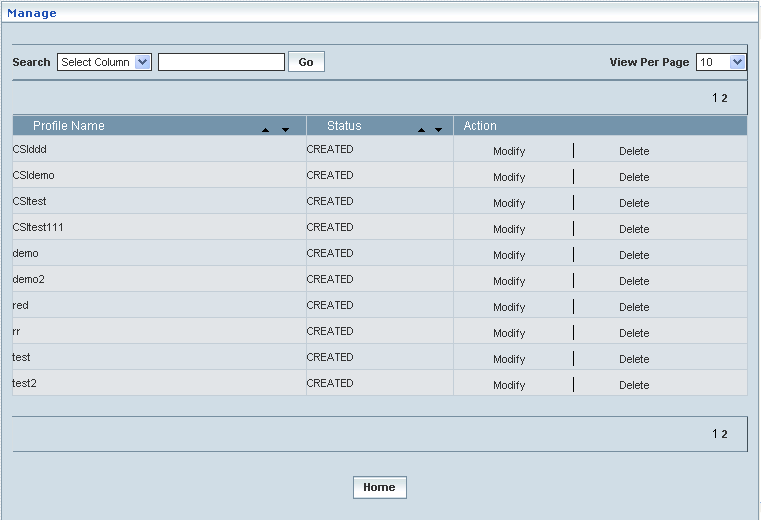 Manage
Search Select Column Go View Per Page 10
1 2
Profile Name Status Action
CSIddd CREATED Modify Delete
CSIdemo CREATED Modify Delete
CSItest CREATED Modify Delete
CSItest111 CREATED Modify Delete
demo CREATED Modify Delete
demo2 CREATED Modify Delete
red CREATED Modify Delete
rr CREATED Modify Delete
test CREATED Modify Delete
test2 CREATED Modify Delete
1 2
Home